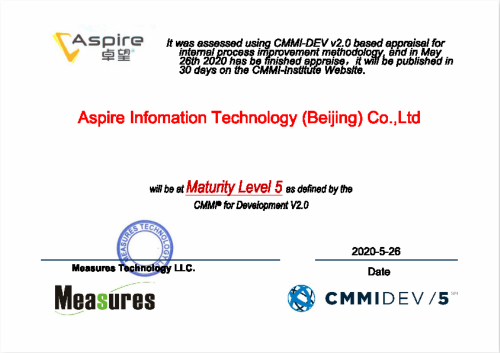 Aspire
卓望
It was assessed using CMMI-DEV v2.0 based appraisal for
internal process improvement methodology, and in May
26th 2020 has be finished appraise，it will be published in
30 days on the CMMI-Institute Website.
Aspire Infomation Technology (Beijing) Co.,Ltd
will be at Maturity Level 5 as defined by the
CMMI® for Development V2.0
MEASURES TECHNOLOGY
2020-5-26
Measures Technology LLC.
Date
Measures
CMMIDEV/5